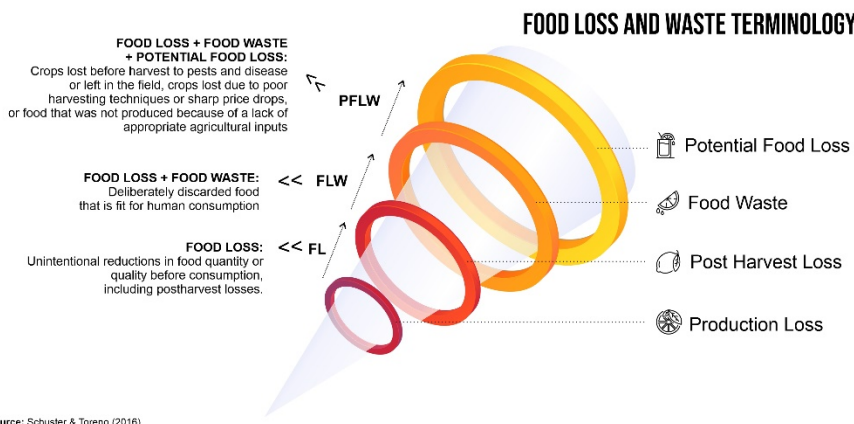 FOOD LOSS AND WASTE TERMINOLOGY
FOOD LOSS + FOOD WASTE
+ POTENTIAL FOOD LOSS:
Crops lost before harvest to pests and disease
or left in the field, crops lost due to poor
harvesting techniques or sharp price drops,
or food that was not produced because of a lack of
appropriate agricultural inputs
<< PFLW
FOOD LOSS + FOOD WASTE:
Deliberately discarded food
that is fit for human consumption
<< FLW
FOOD LOSS:
Unintentional reductions in food quantity or
quality before consumption,
including postharvest losses.
<< FL
Potential Food Loss
Food Waste
Post Harvest Loss
Production Loss
urce: Schuster & Toreno (2016)